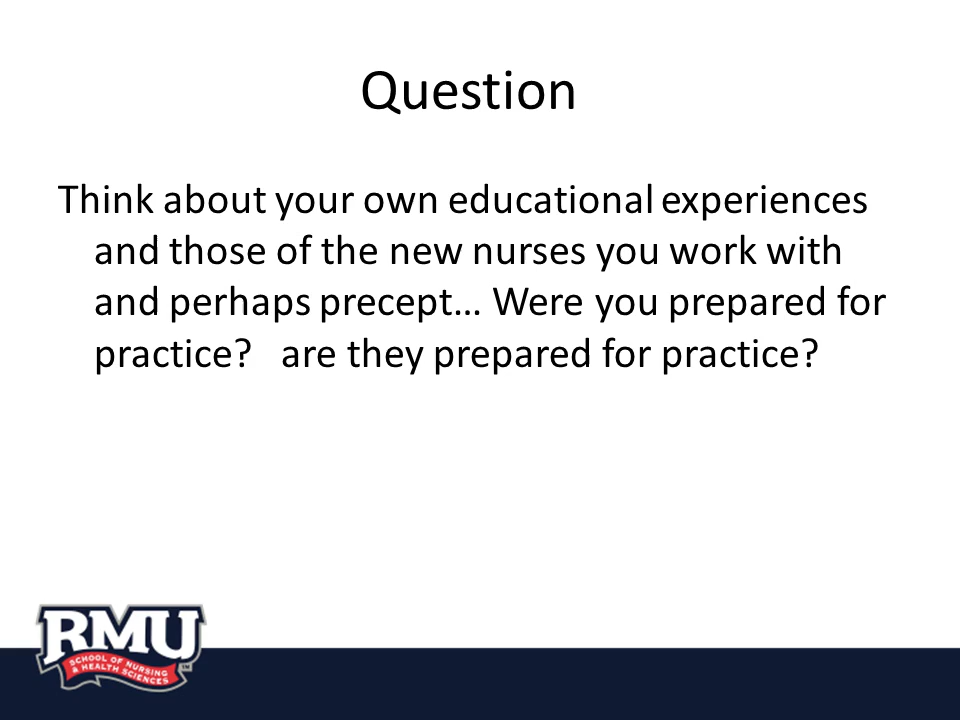 Question
Think about your own educational experiences
and those of the new nurses you work with
and perhaps precept… Were you prepared for
practice?   are they prepared for practice?
RMU
SCHOOL OF NURSING
& HEALTH SCIENCES
TM